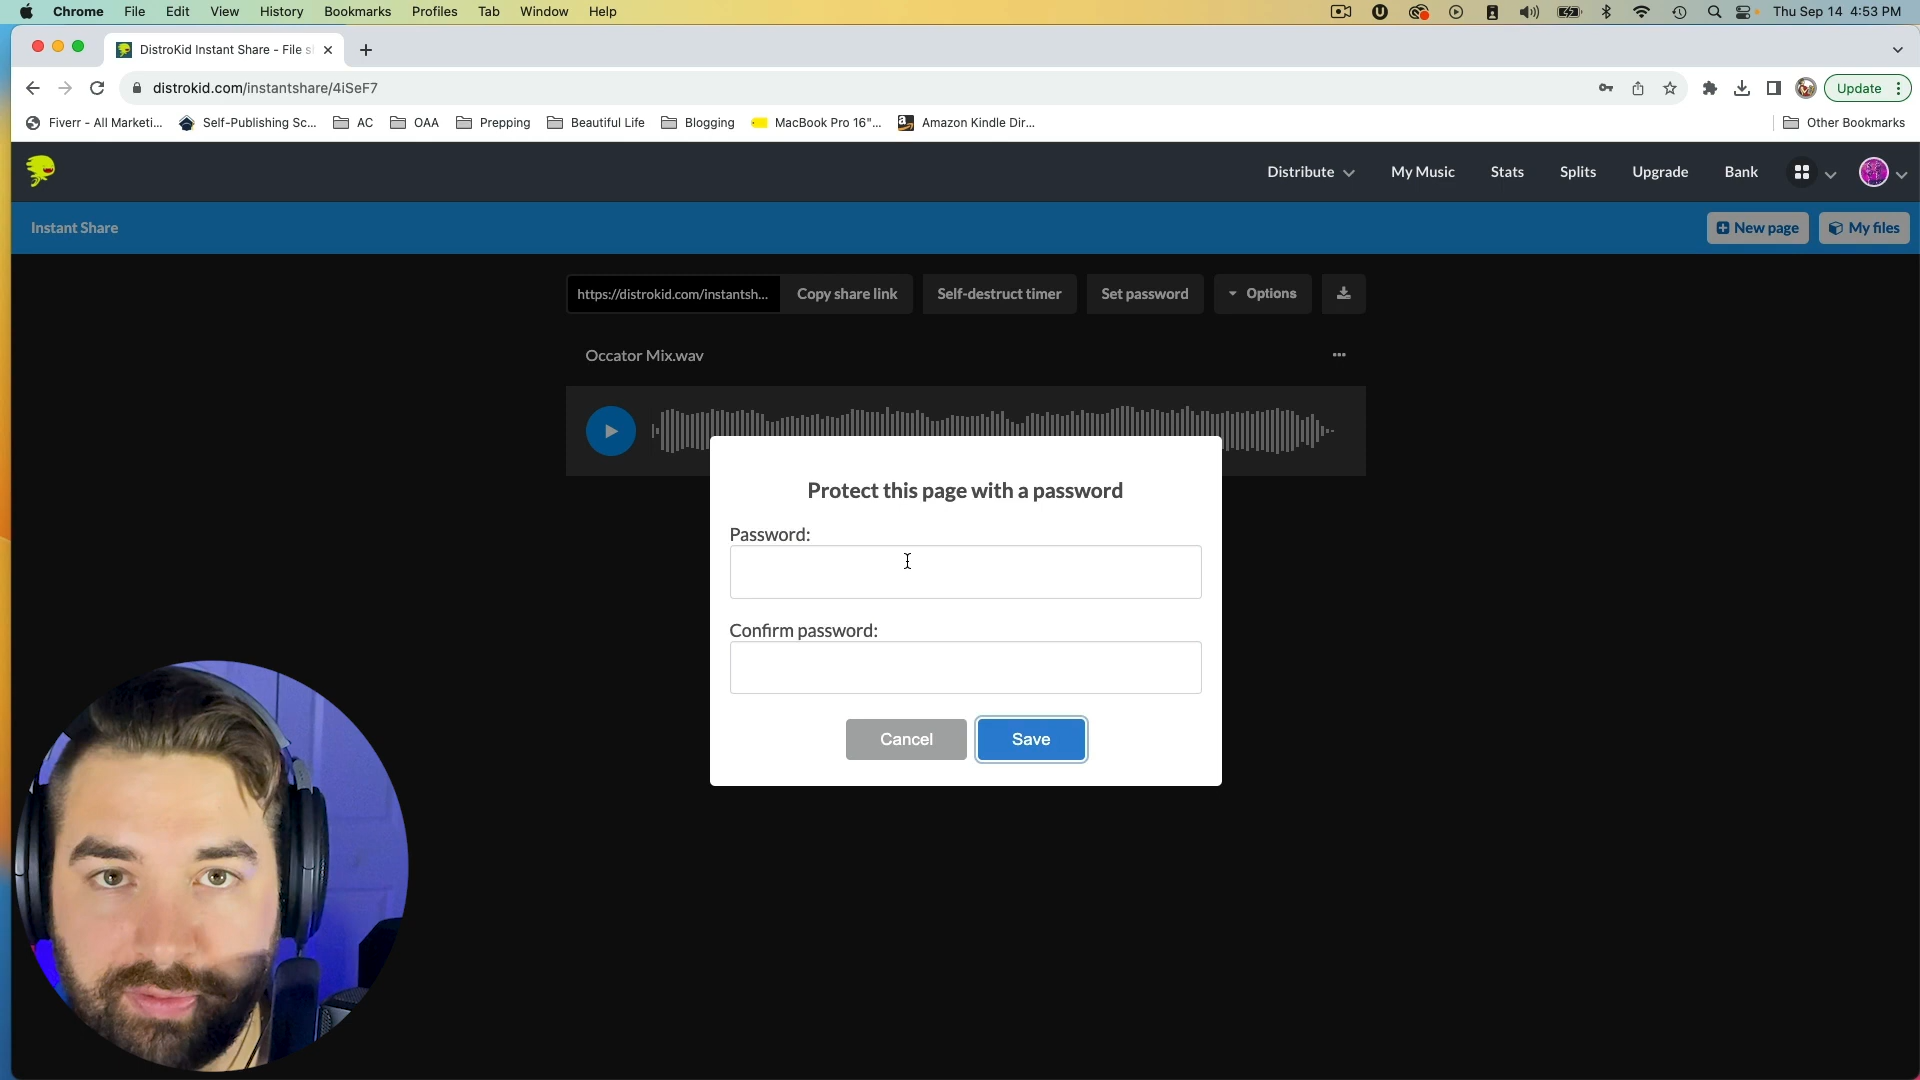 Chrome File Edit View History Bookmarks Profiles Tab Window Help Thu Sep 14 4:53 PM
DistroKid Instant Share - File s
distrokid.com/instantshare/4iSeF7 Update
Fiverr - All Marketi... Self-Publishing Sc... AC OAA Prepping Beautiful Life Blogging MacBook Pro 16"... Amazon Kindle Dir... Other Bookmarks
Distribute My Music Stats Splits Upgrade Bank
Instant Share New page My files
https://distrokid.com/instantsh... Copy share link Self-destruct timer Set password Options
Occator Mix.wav
Protect this page with a password
Password:
Confirm password:
Cancel Save